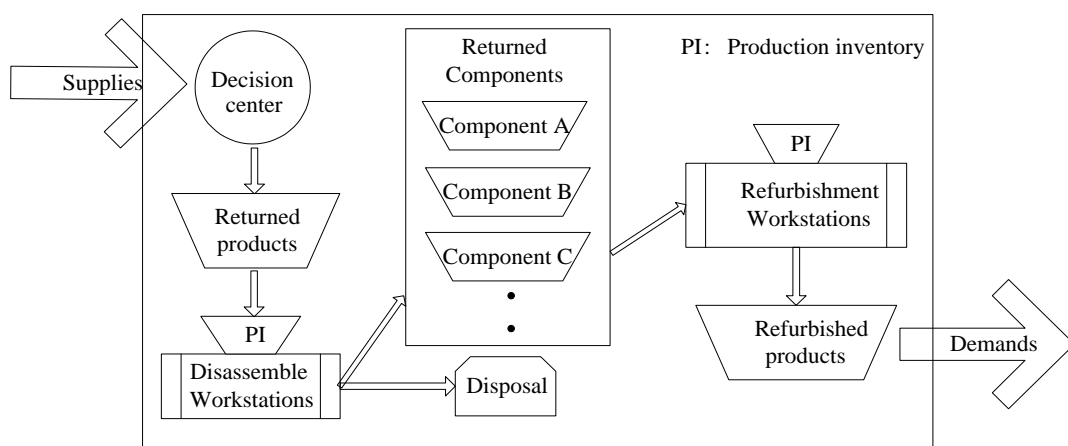 Supplies
Decision
center
Returned
products
PI
Disassemble
Workstations
Returned
Components
Component A
Component B
Component C
Disposal
PI: Production inventory
PI
Refurbishment
Workstations
Refurbished
products
Demands